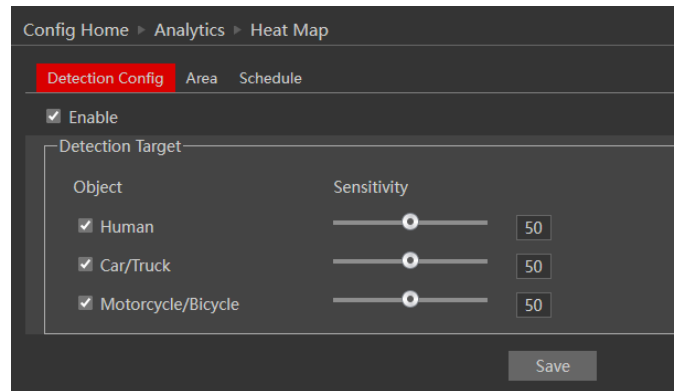 Config Home ▸ Analytics ▸ Heat Map
Detection Config Area Schedule
Enable
Detection Target
Object Sensitivity
Human 50
Car/Truck 50
Motorcycle/Bicycle 50
Save